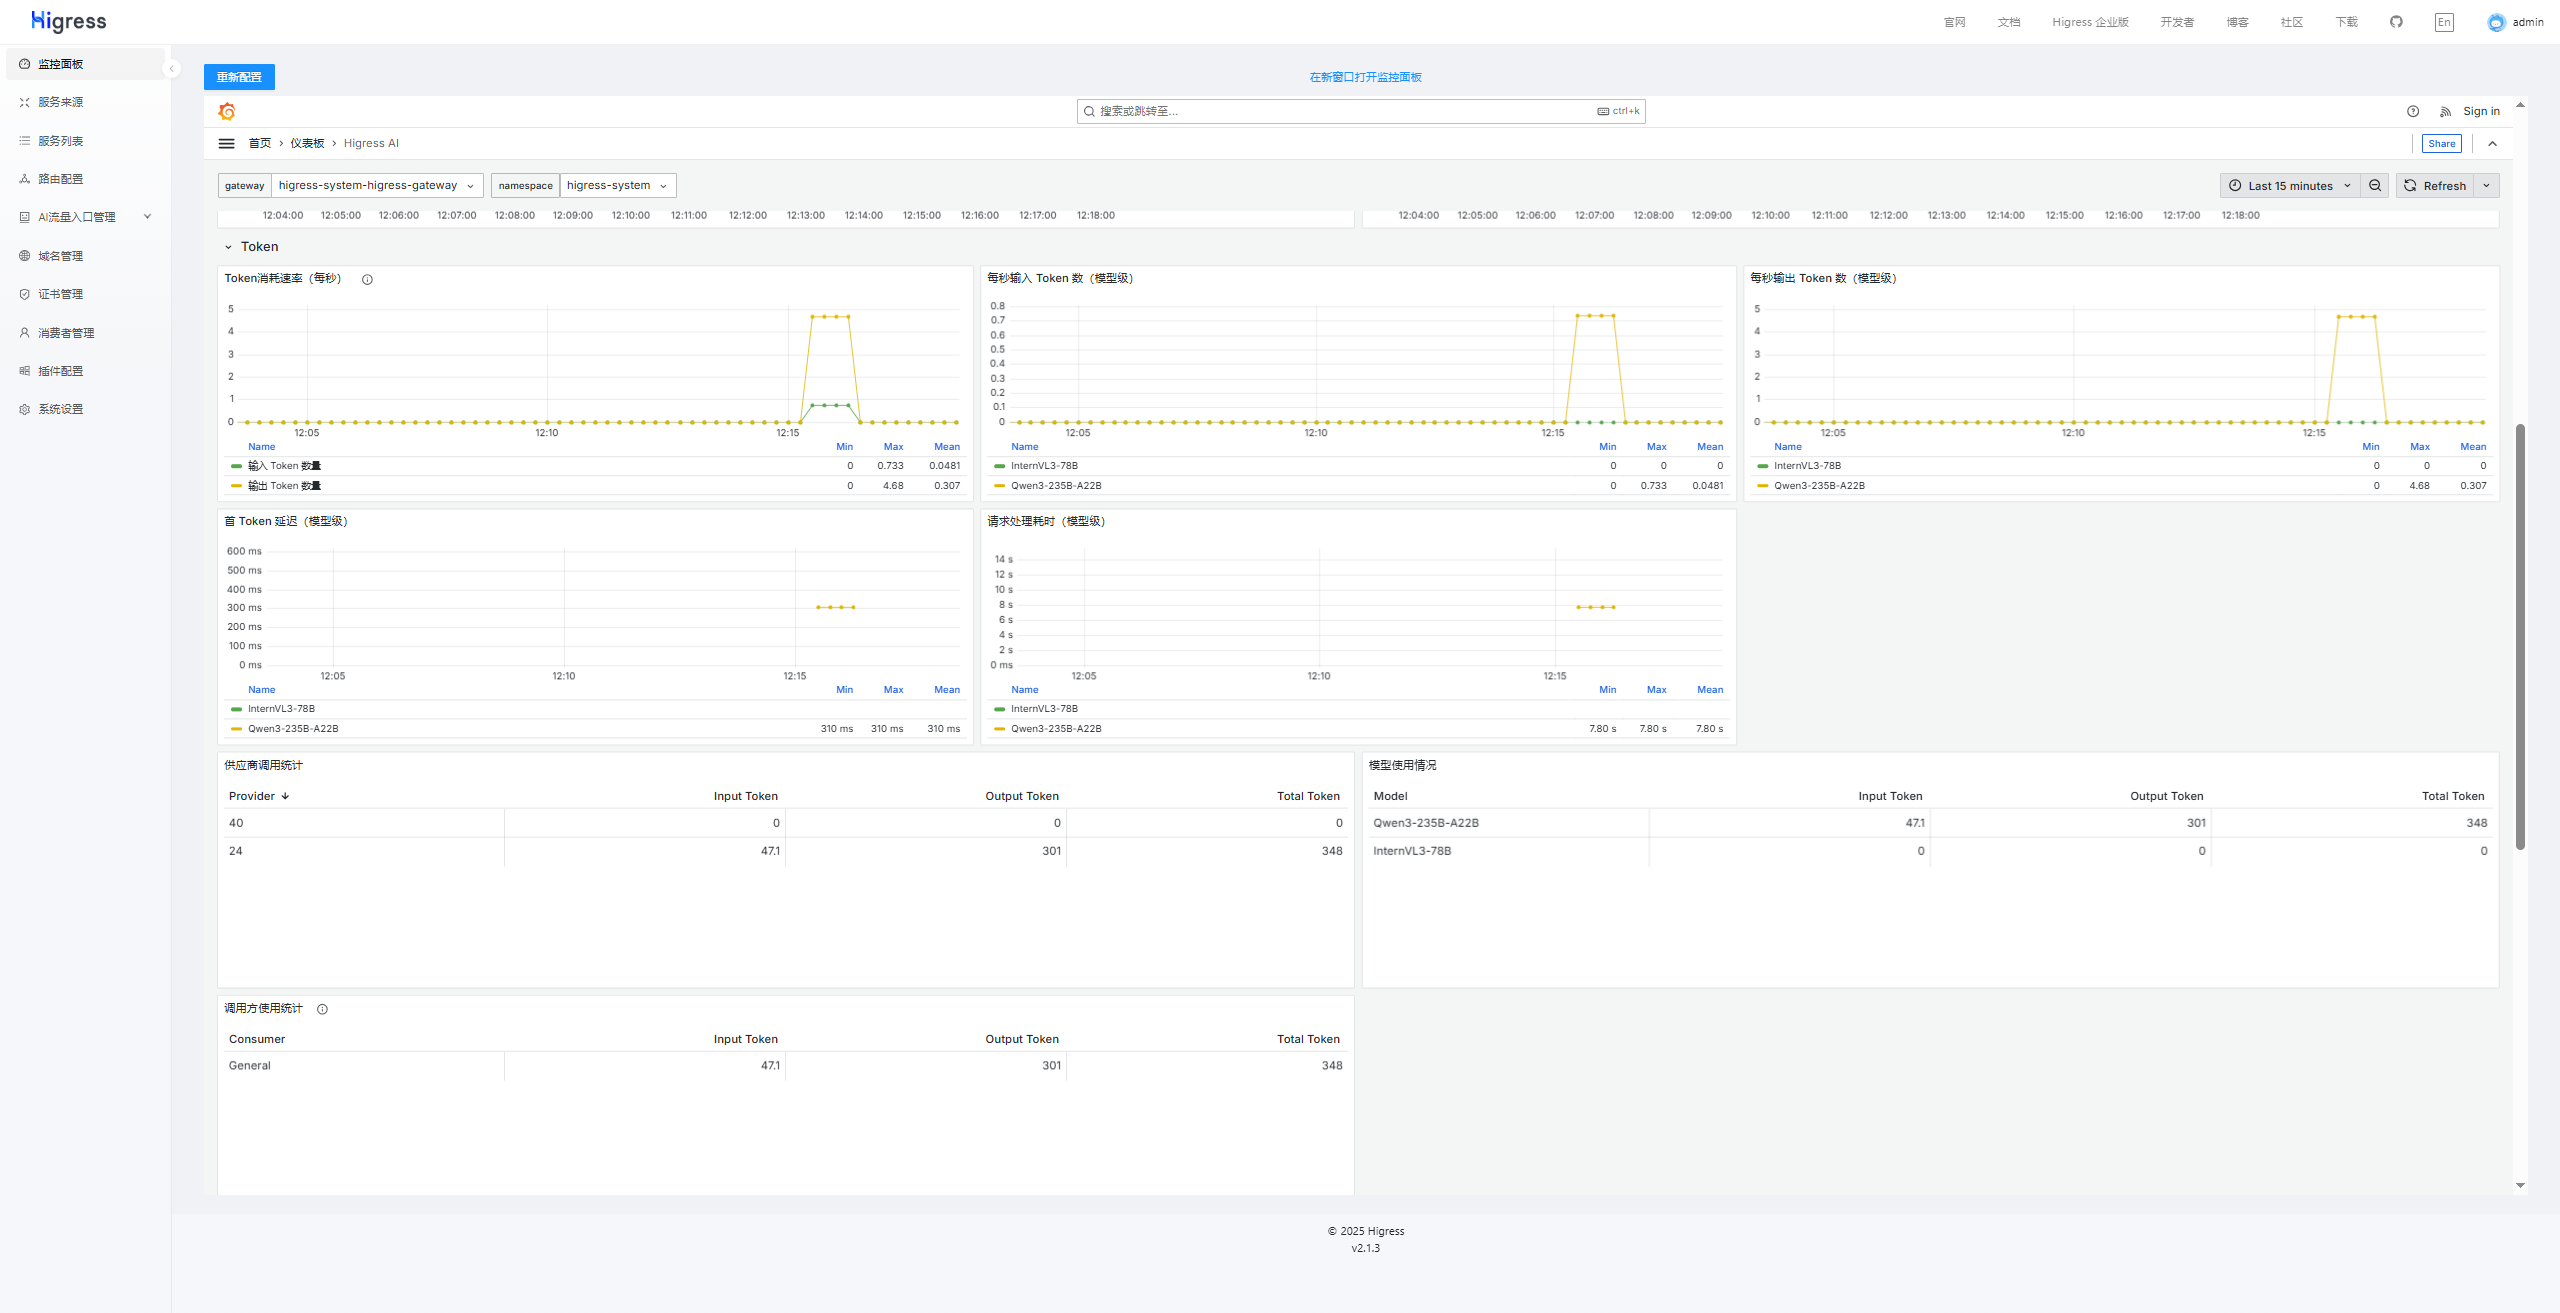 Higress
官网 文档 Higress 企业版 开发者 博客 社区 下载 En admin
监控面板
服务来源
服务列表
路由配置
AI流量入口管理
域名管理
证书管理
消费者管理
插件配置
系统设置
重新配置 在新窗口打开监控面板
搜索或跳转至... ctrl+k Sign in
首页 › 仪表板 › Higress AI Share
gateway higress-system-higress-gateway namespace higress-system Last 15 minutes Refresh
12:04:00 12:05:00 12:06:00 12:07:00 12:08:00 12:09:00 12:10:00 12:11:00 12:12:00 12:13:00 12:14:00 12:15:00 12:16:00 12:17:00 12:18:00
12:04:00 12:05:00 12:06:00 12:07:00 12:08:00 12:09:00 12:10:00 12:11:00 12:12:00 12:13:00 12:14:00 12:15:00 12:16:00 12:17:00 12:18:00
Token
Token消耗速率（每秒）
5
4
3
2
1
0
12:05 12:10 12:15
Name Min Max Mean
输入 Token 数量 0 0.733 0.0481
输出 Token 数量 0 4.68 0.307
每秒输入 Token 数（模型级）
0.8
0.7
0.6
0.5
0.4
0.3
0.2
0.1
0
12:05 12:10 12:15
Name Min Max Mean
InternVL3-78B 0 0 0
Qwen3-235B-A22B 0 0.733 0.0481
每秒输出 Token 数（模型级）
5
4
3
2
1
0
12:05 12:10 12:15
Name Min Max Mean
InternVL3-78B 0 0 0
Qwen3-235B-A22B 0 4.68 0.307
首 Token 延迟（模型级）
600 ms
500 ms
400 ms
300 ms
200 ms
100 ms
0 ms
12:05 12:10 12:15
Name Min Max Mean
InternVL3-78B
Qwen3-235B-A22B 310 ms 310 ms 310 ms
请求处理耗时（模型级）
14 s
12 s
10 s
8 s
6 s
4 s
2 s
0 ms
12:05 12:10 12:15
Name Min Max Mean
InternVL3-78B
Qwen3-235B-A22B 7.80 s 7.80 s 7.80 s
供应商调用统计
Provider Input Token Output Token Total Token
40 0 0 0
24 47.1 301 348
模型使用情况
Model Input Token Output Token Total Token
Qwen3-235B-A22B 47.1 301 348
InternVL3-78B 0 0 0
调用方使用统计
Consumer Input Token Output Token Total Token
General 47.1 301 348
© 2025 Higress
v2.1.3